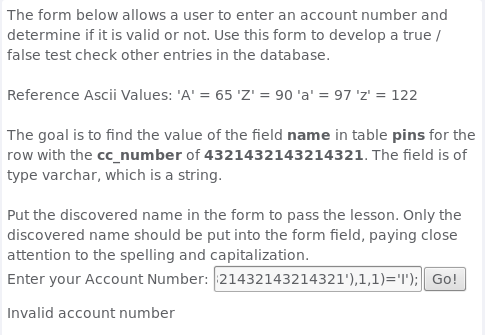 The form below allows a user to enter an account number and
determine if it is valid or not. Use this form to develop a true /
false test check other entries in the database.
Reference Ascii Values: 'A' = 65 'Z' = 90 'a' = 97 'z' = 122
The goal is to find the value of the field name in table pins for the
row with the cc_number of 4321432143214321. The field is of
type varchar, which is a string.
Put the discovered name in the form to pass the lesson. Only the
discovered name should be put into the form field, paying close
attention to the spelling and capitalization.
Enter your Account Number: 21432143214321'),1,1)='I'); Go!
Invalid account number